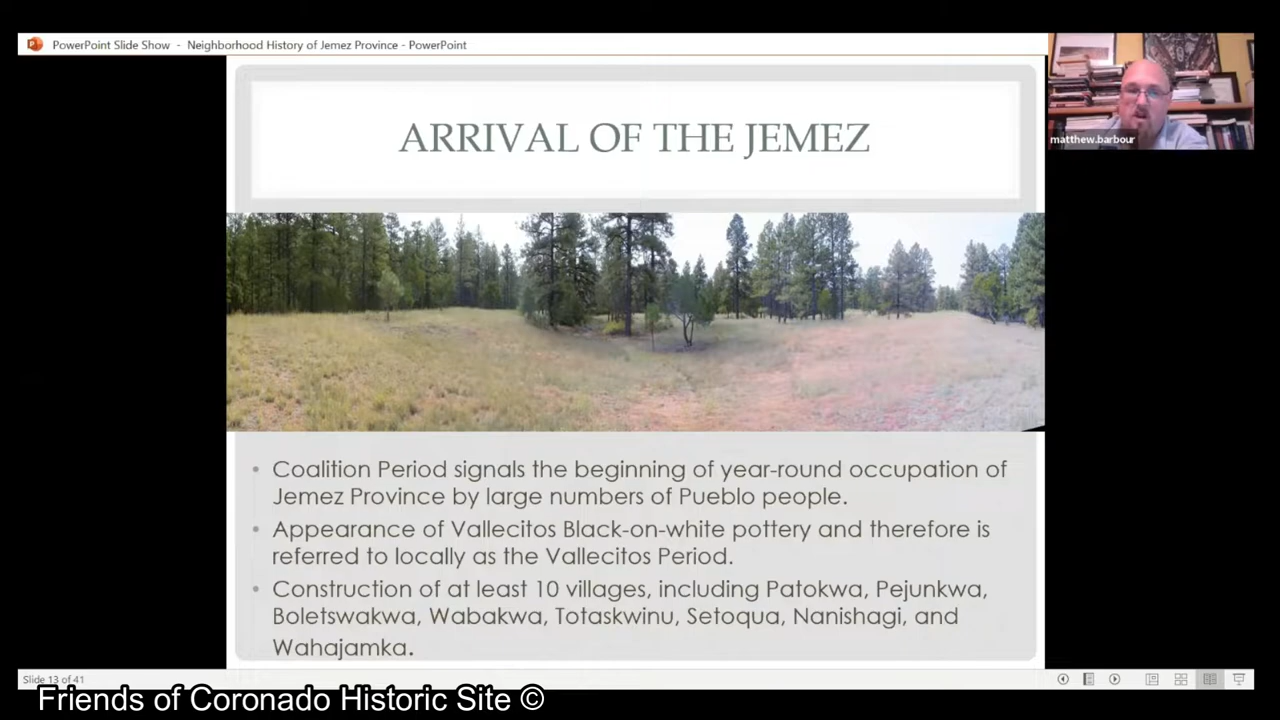 PowerPoint Slide Show - Neighborhood History of Jemez Province - PowerPoint
matthew.barbour
ARRIVAL OF THE JEMEZ
• Coalition Period signals the beginning of year-round occupation of
Jemez Province by large numbers of Pueblo people.
• Appearance of Vallecitos Black-on-white pottery and therefore is
referred to locally as the Vallecitos Period.
• Construction of at least 10 villages, including Patokwa, Pejunkwa,
Boletswakwa, Wabakwa, Totaskwinu, Setoqua, Nanishagi, and
Wahajamka.
Slide 13 of 41
Friends of Coronado Historic Site ©